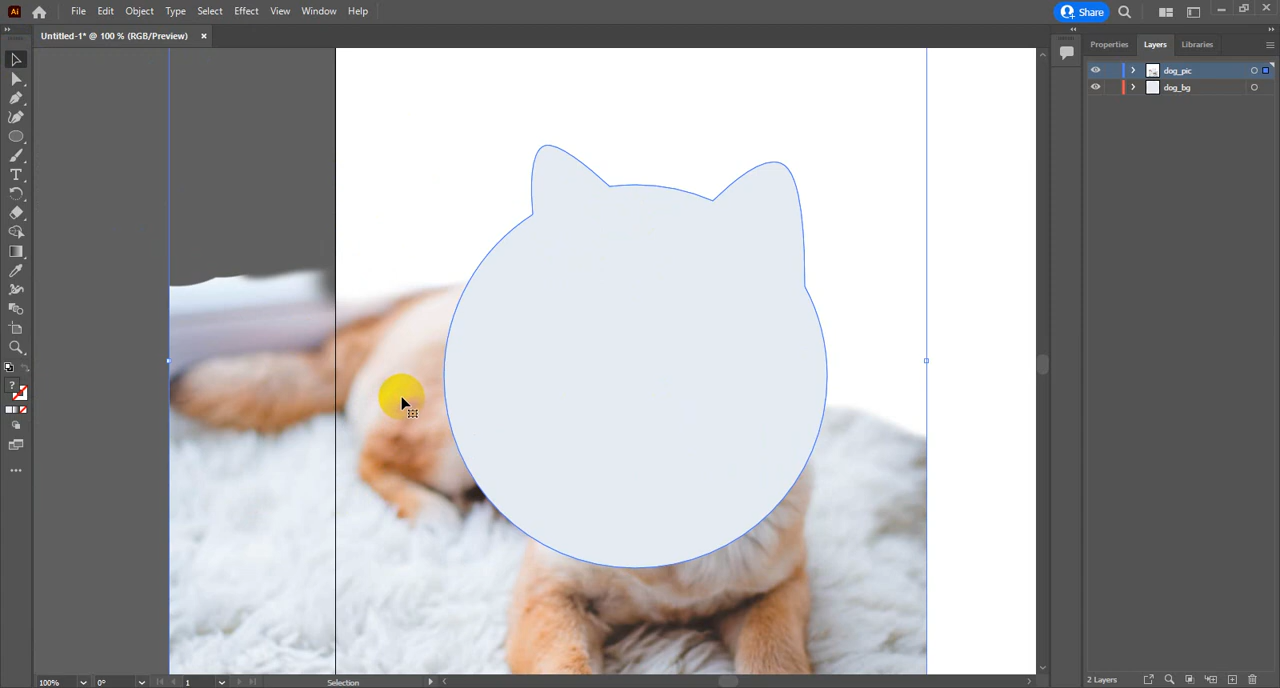 Ai File Edit Object Type Select Effect View Window Help Share
Untitled-1* @ 100 % (RGB/Preview) ×
Properties Layers Libraries
dog_pic
dog_bg
?
100% 0° 1 Selection 2 Layers